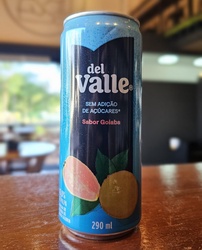 del
Valle®
SEM ADIÇÃO
DE AÇÚCARES*
Sabor Goiaba
290 ml